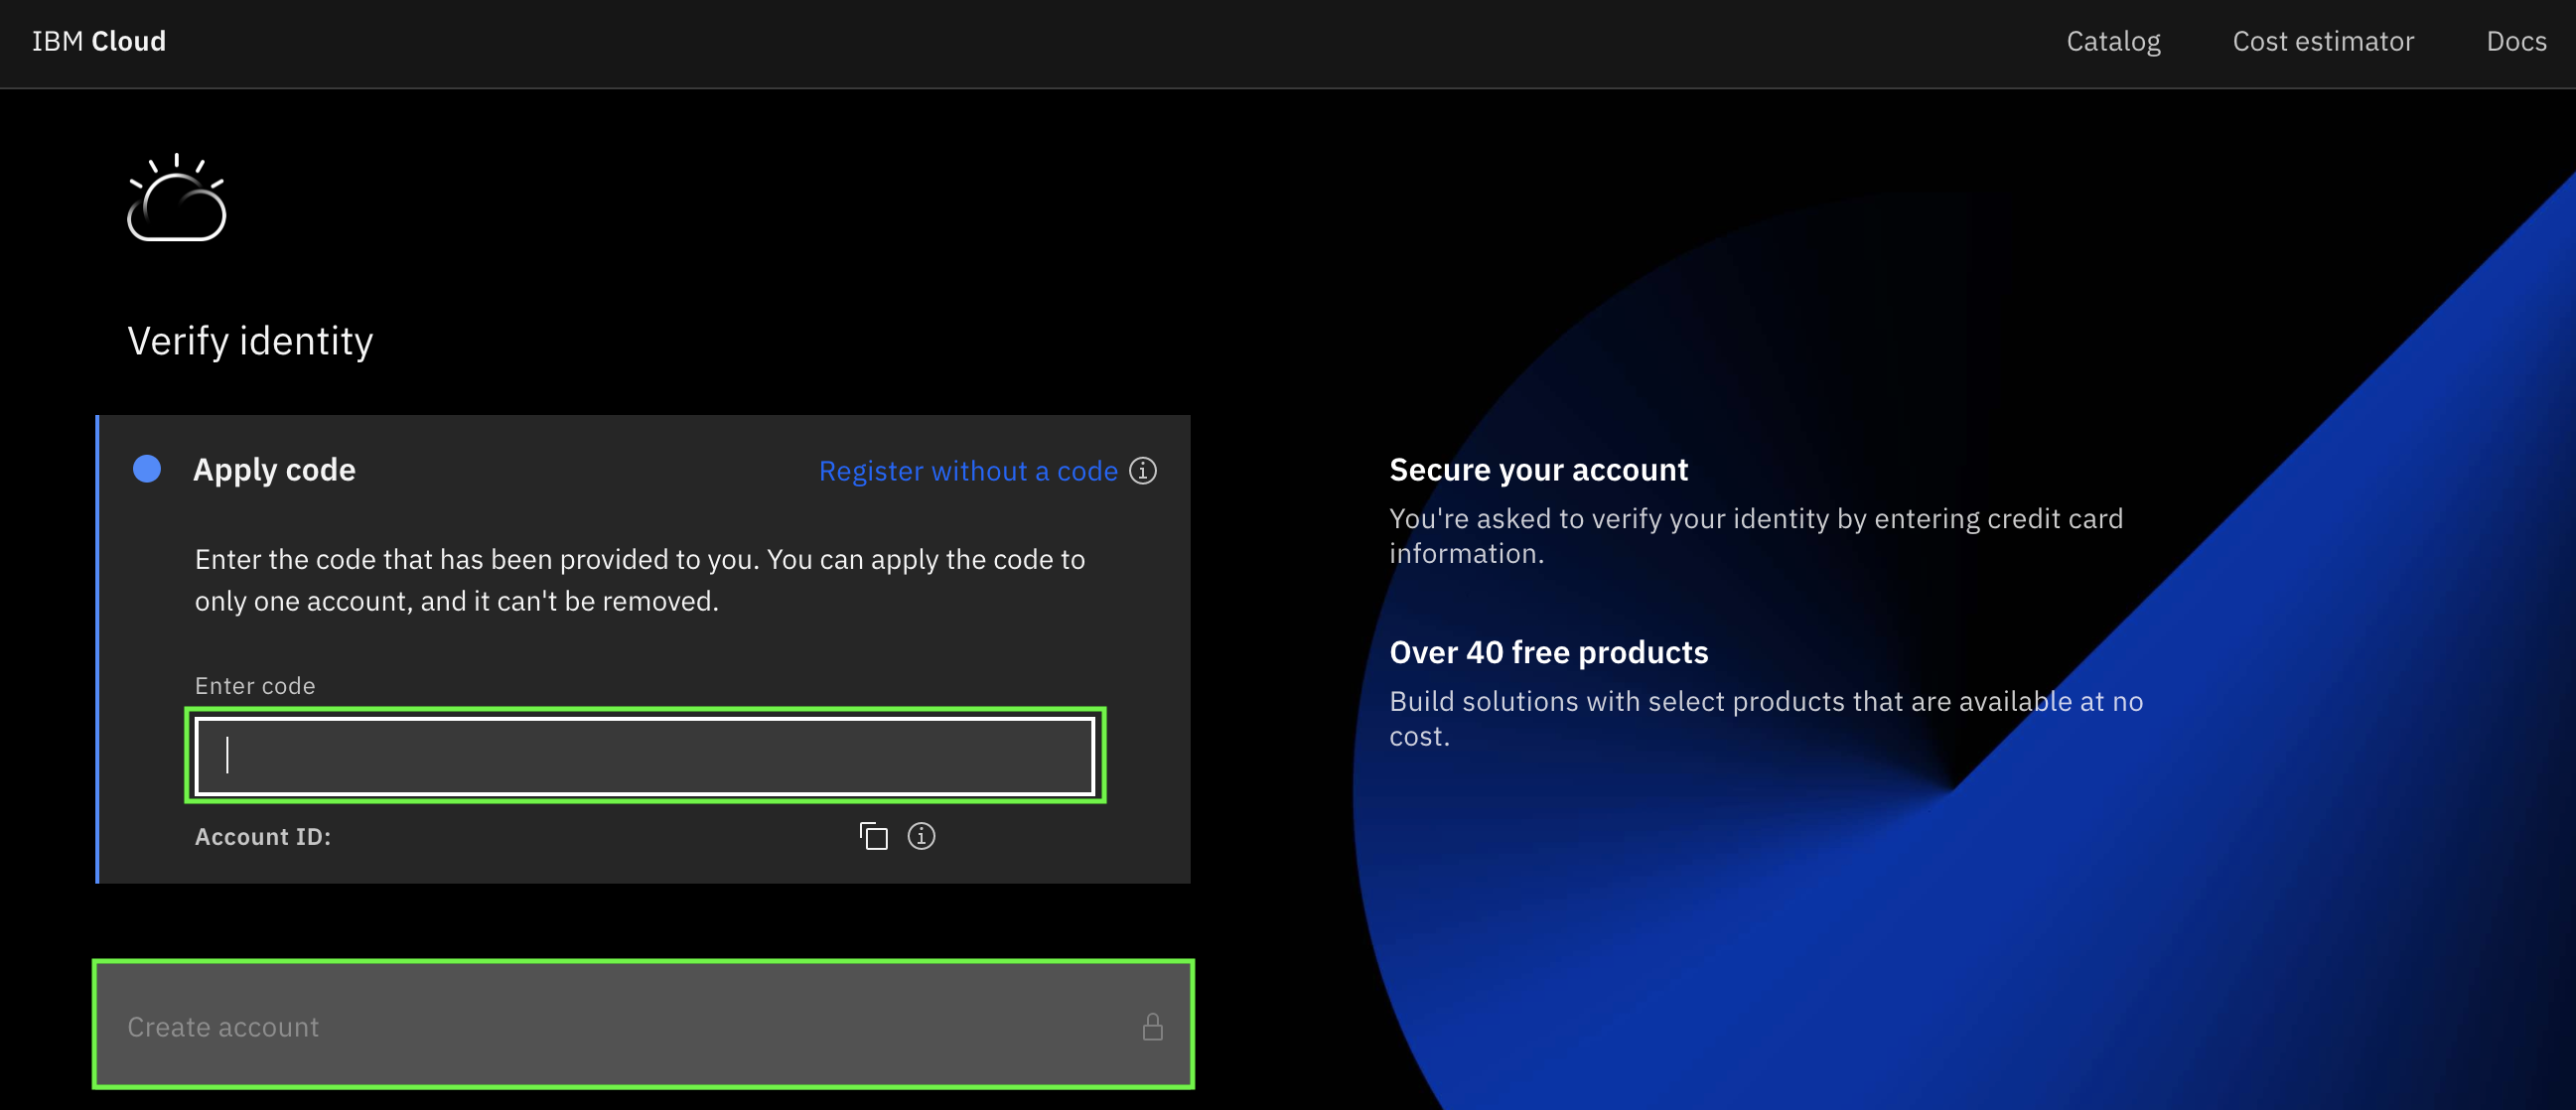 IBM Cloud
Catalog
Cost estimator
Docs
Verify identity
Apply code
Register without a code
Enter the code that has been provided to you. You can apply the code to
only one account, and it can't be removed.
Enter code
Account ID:
Create account
Secure your account
You're asked to verify your identity by entering credit card
information.
Over 40 free products
Build solutions with select products that are available at no
cost.